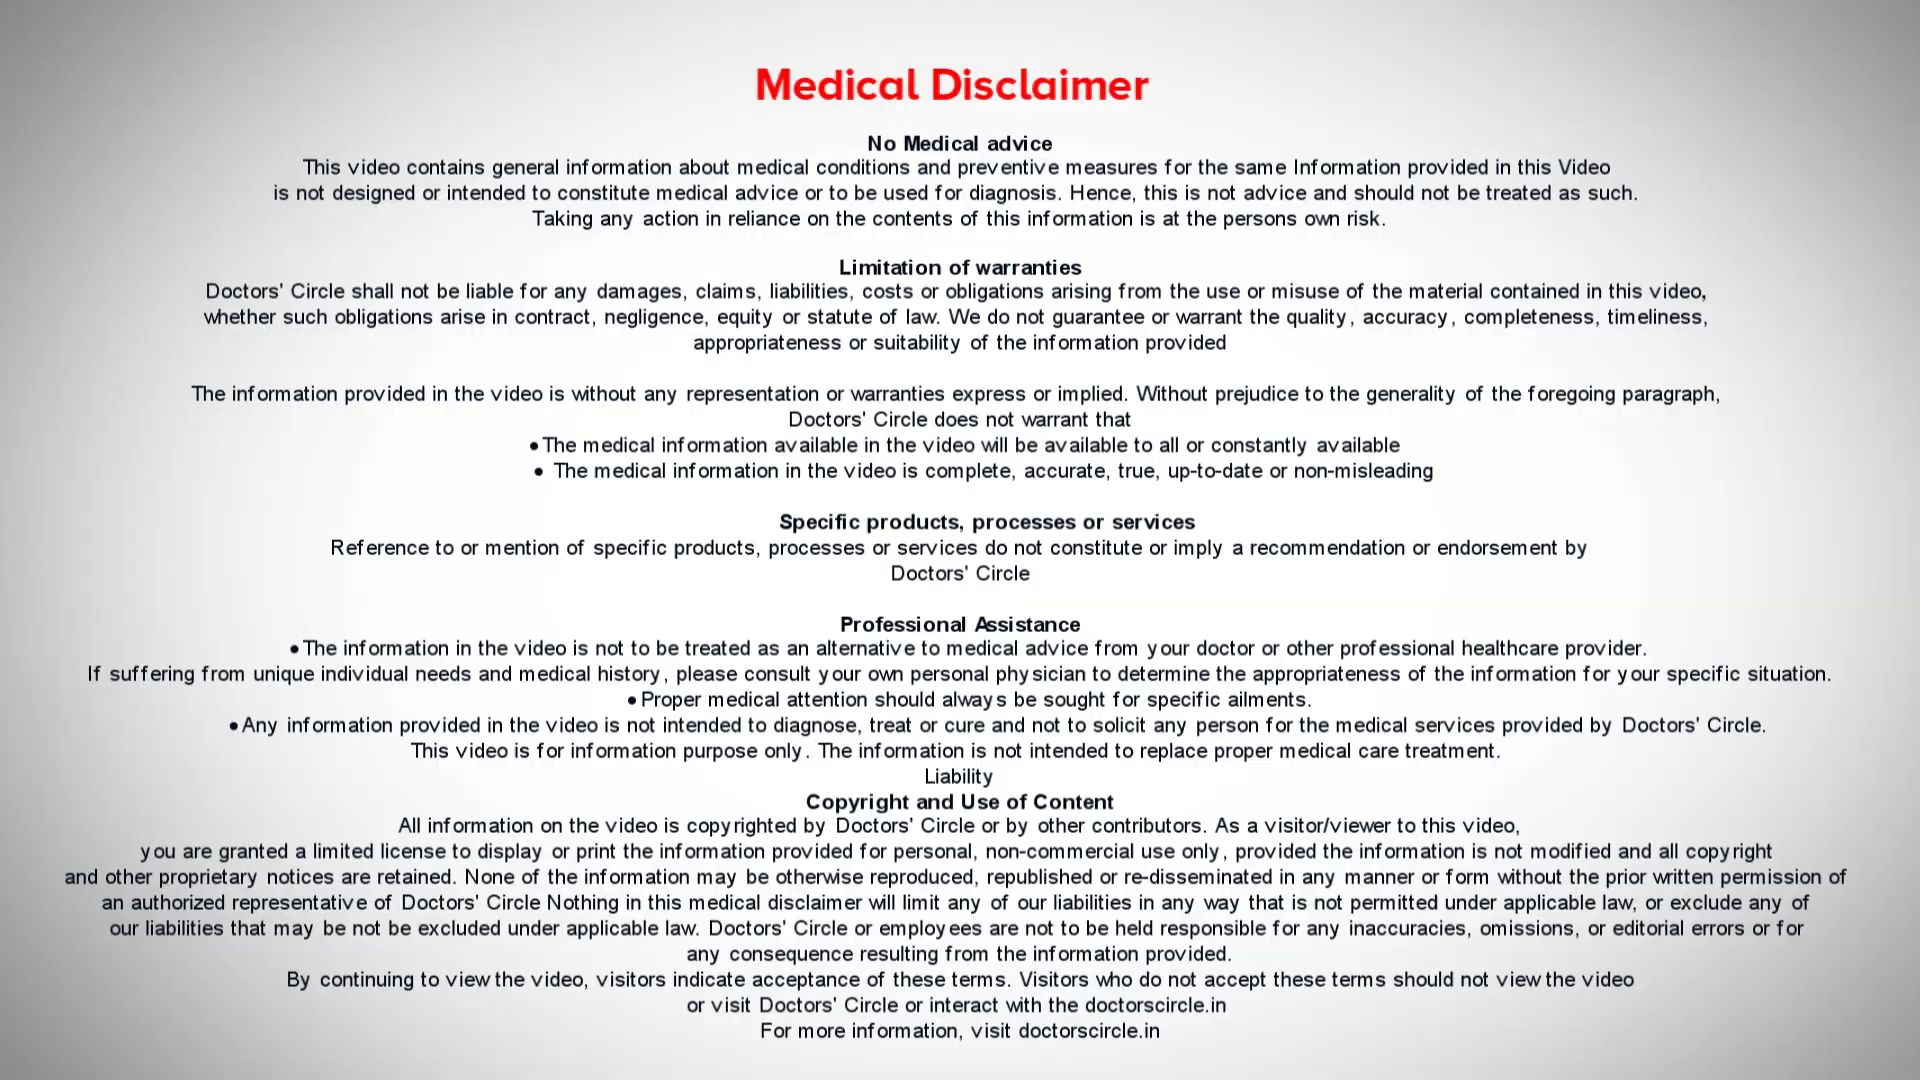 Medical Disclaimer
No Medical advice
This video contains general information about medical conditions and preventive measures for the same Information provided in this Video
is not designed or intended to constitute medical advice or to be used for diagnosis. Hence, this is not advice and should not be treated as such.
Taking any action in reliance on the contents of this information is at the persons own risk.
Limitation of warranties
Doctors' Circle shall not be liable for any damages, claims, liabilities, costs or obligations arising from the use or misuse of the material contained in this video,
whether such obligations arise in contract, negligence, equity or statute of law. We do not guarantee or warrant the quality, accuracy, completeness, timeliness,
appropriateness or suitability of the information provided
The information provided in the video is without any representation or warranties express or implied. Without prejudice to the generality of the foregoing paragraph,
Doctors' Circle does not warrant that
•The medical information available in the video will be available to all or constantly available
• The medical information in the video is complete, accurate, true, up-to-date or non-misleading
Specific products, processes or services
Reference to or mention of specific products, processes or services do not constitute or imply a recommendation or endorsement by
Doctors' Circle
Professional Assistance
•The information in the video is not to be treated as an alternative to medical advice from your doctor or other professional healthcare provider.
If suffering from unique individual needs and medical history, please consult your own personal physician to determine the appropriateness of the information for your specific situation.
•Proper medical attention should always be sought for specific ailments.
•Any information provided in the video is not intended to diagnose, treat or cure and not to solicit any person for the medical services provided by Doctors' Circle.
This video is for information purpose only. The information is not intended to replace proper medical care treatment.
Liability
Copyright and Use of Content
All information on the video is copyrighted by Doctors' Circle or by other contributors. As a visitor/viewer to this video,
you are granted a limited license to display or print the information provided for personal, non-commercial use only, provided the information is not modified and all copyright
and other proprietary notices are retained. None of the information may be otherwise reproduced, republished or re-disseminated in any manner or form without the prior written permission of
an authorized representative of Doctors' Circle Nothing in this medical disclaimer will limit any of our liabilities in any way that is not permitted under applicable law, or exclude any of
our liabilities that may be not be excluded under applicable law. Doctors' Circle or employees are not to be held responsible for any inaccuracies, omissions, or editorial errors or for
any consequence resulting from the information provided.
By continuing to view the video, visitors indicate acceptance of these terms. Visitors who do not accept these terms should not view the video
or visit Doctors' Circle or interact with the doctorscircle.in
For more information, visit doctorscircle.in